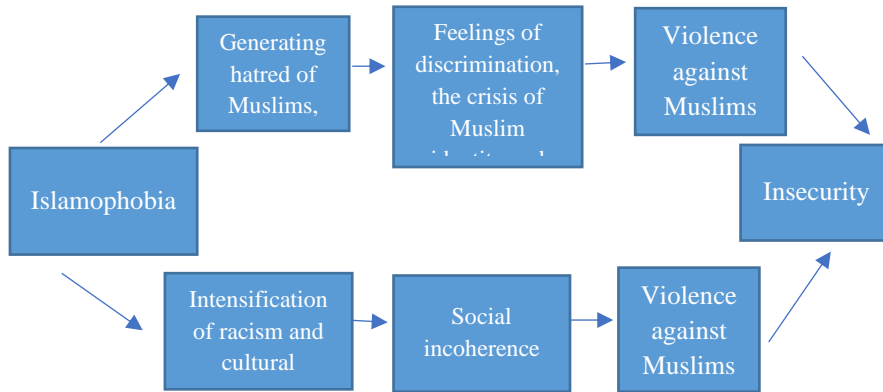 Generating
hatred of
Muslims,
Feelings of
discrimination,
the crisis of
Muslim
Violence
against
Muslims
Islamophobia
Insecurity
Intensification
of racism and
cultural
Social
incoherence
Violence
against
Muslims